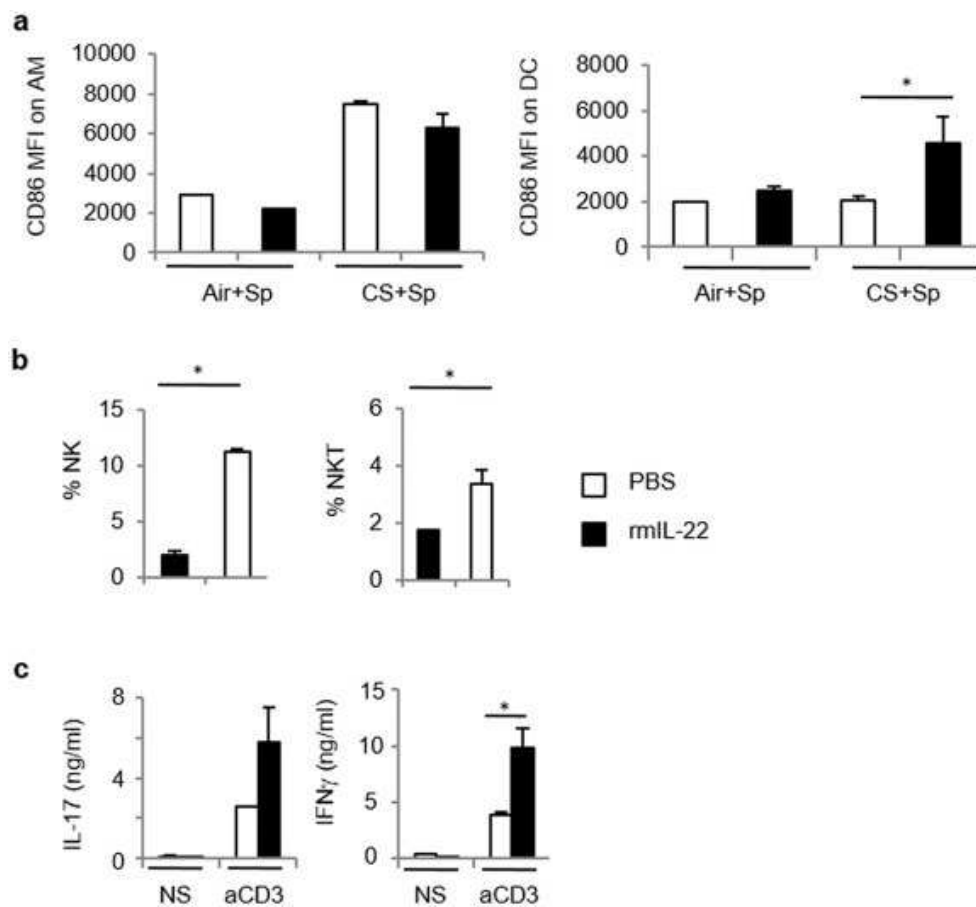 a
CD86 MFI on AM
10000
8000
6000
4000
2000
0
Air+Sp
CS+Sp
CD86 MFI on DC
8000
6000
4000
2000
0
*
Air+Sp
CS+Sp
b
% NK
15
10
5
0
*
% NKT
6
4
2
0
*
PBS
rmIL-22
c
IL-17 (ng/ml)
8
4
0
NS
aCD3
IFNγ (ng/ml)
15
10
5
0
*
NS
aCD3